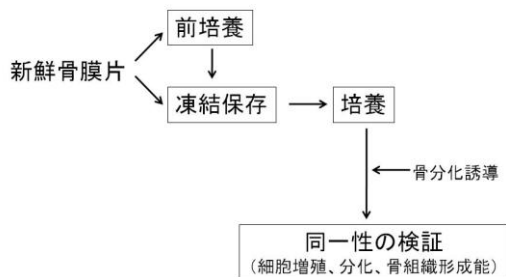 前培養
新鮮骨膜片
凍結保存
培養
骨分化誘導
同一性の検証
（細胞増殖、分化、骨組織形成能）